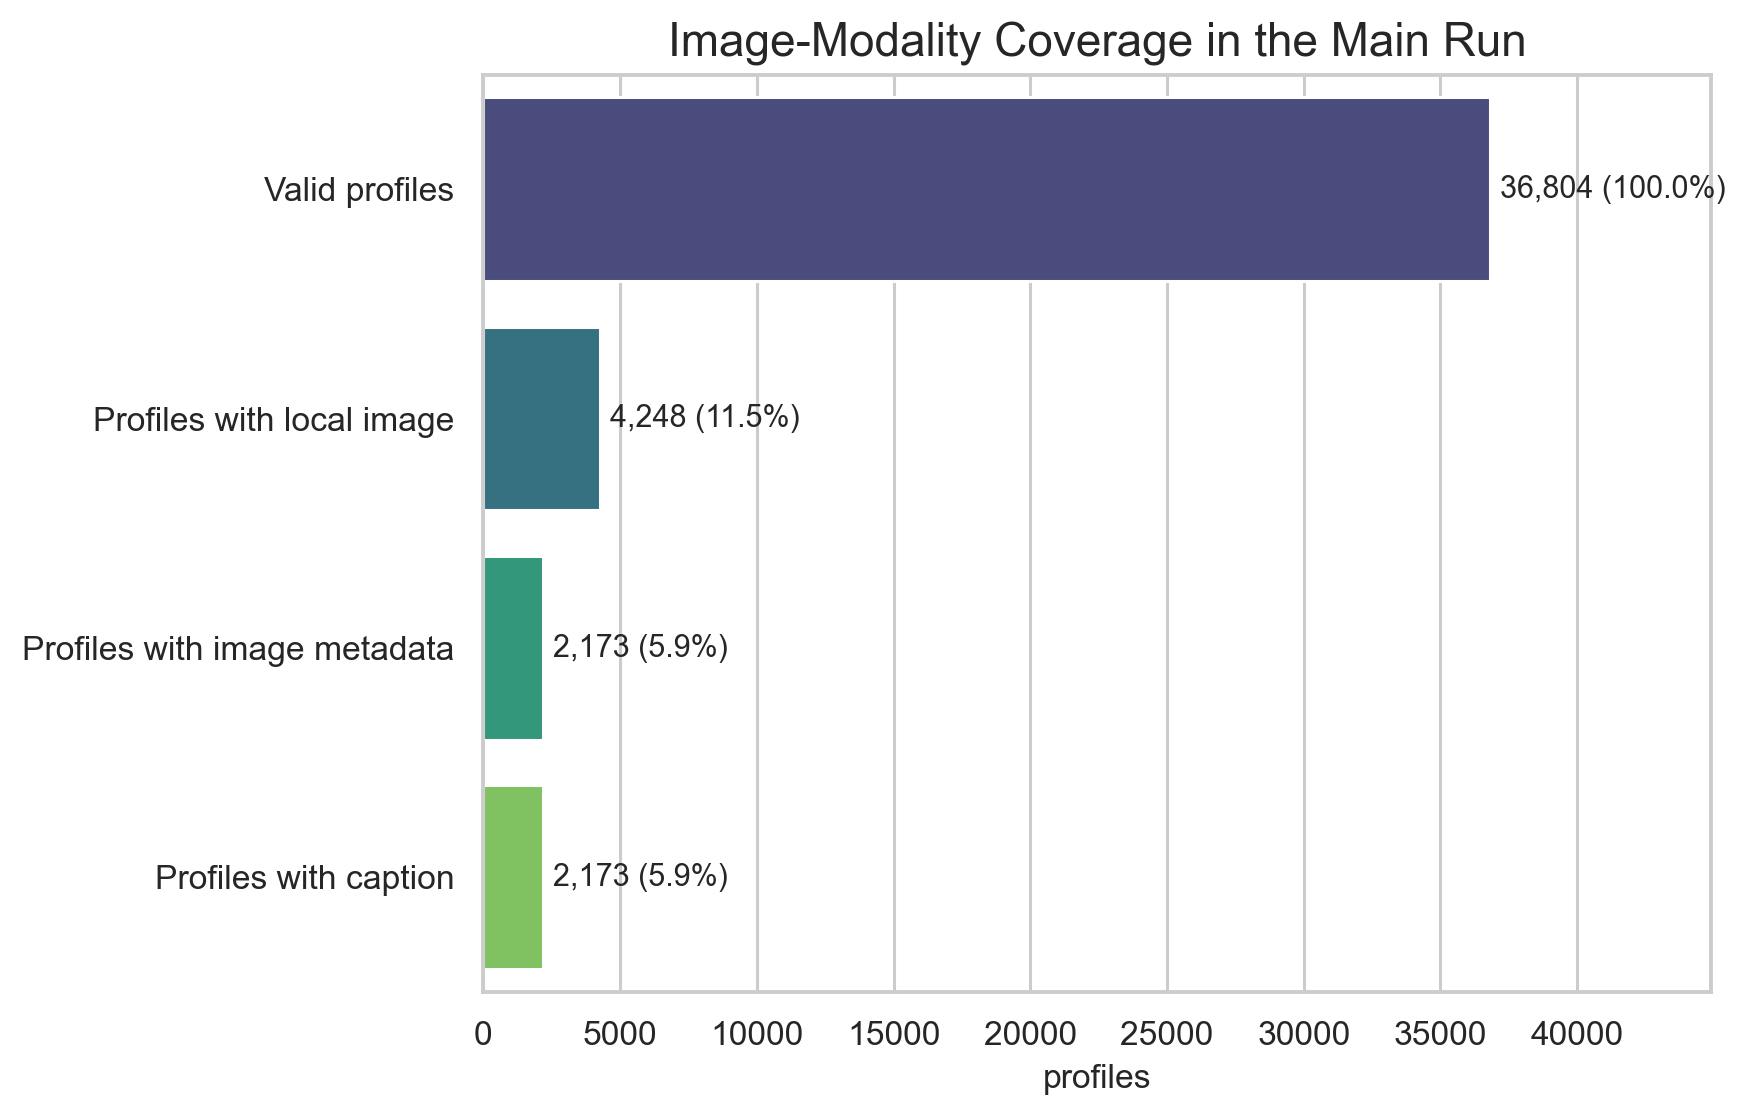 Image-Modality Coverage in the Main Run
Valid profiles
36,804 (100.0%)
Profiles with local image
4,248 (11.5%)
Profiles with image metadata
2,173 (5.9%)
Profiles with caption
2,173 (5.9%)
0 5000 10000 15000 20000 25000 30000 35000 40000
profiles